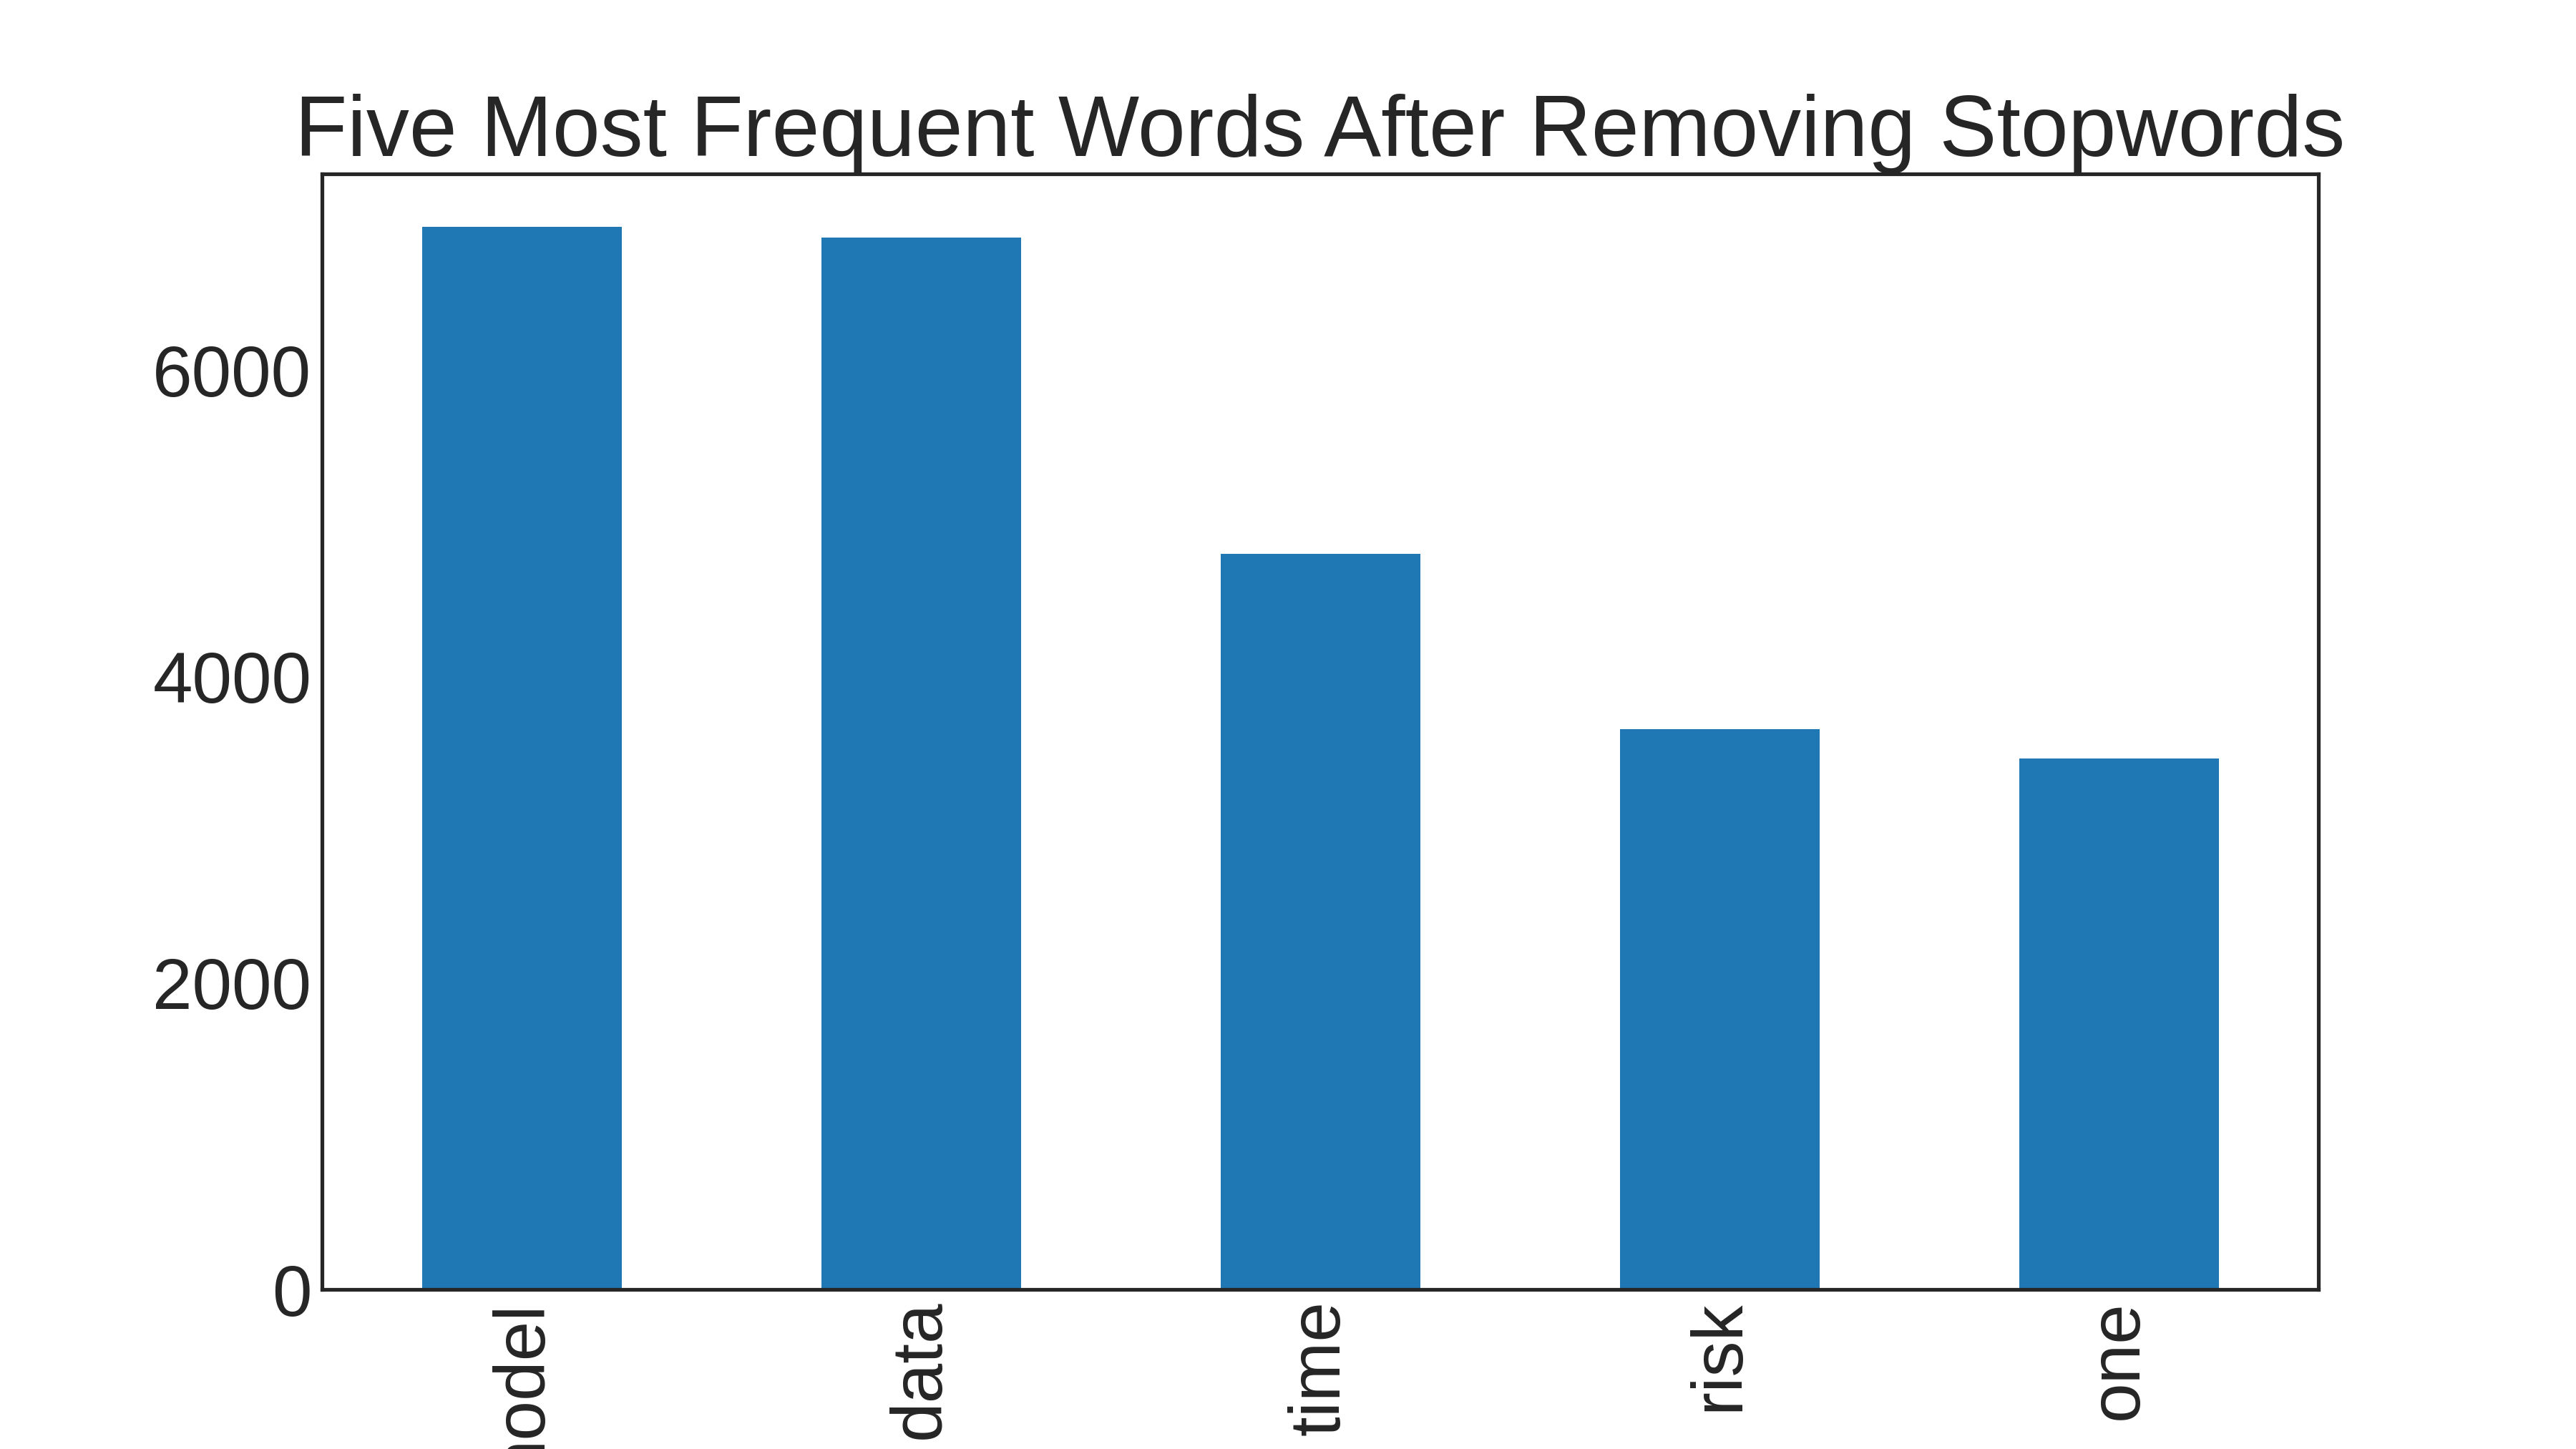 Five Most Frequent Words After Removing Stopwords
6000
4000
2000
0
data
time
risk
one